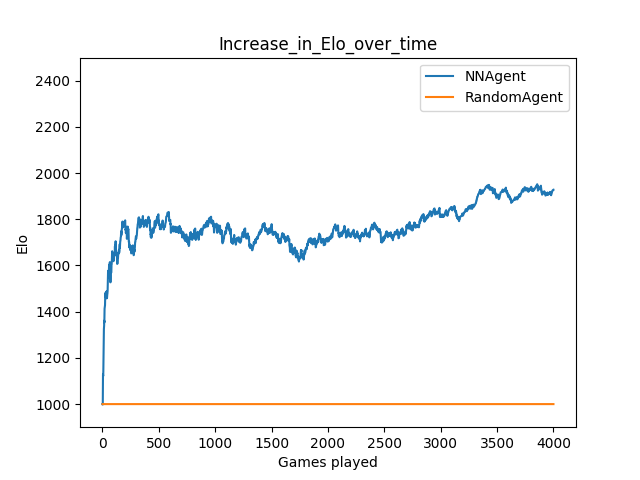 Increase_in_Elo_over_time
NNAgent
RandomAgent
2400
2200
2000
1800
1600
1400
1200
1000
Elo
0 500 1000 1500 2000 2500 3000 3500 4000
Games played